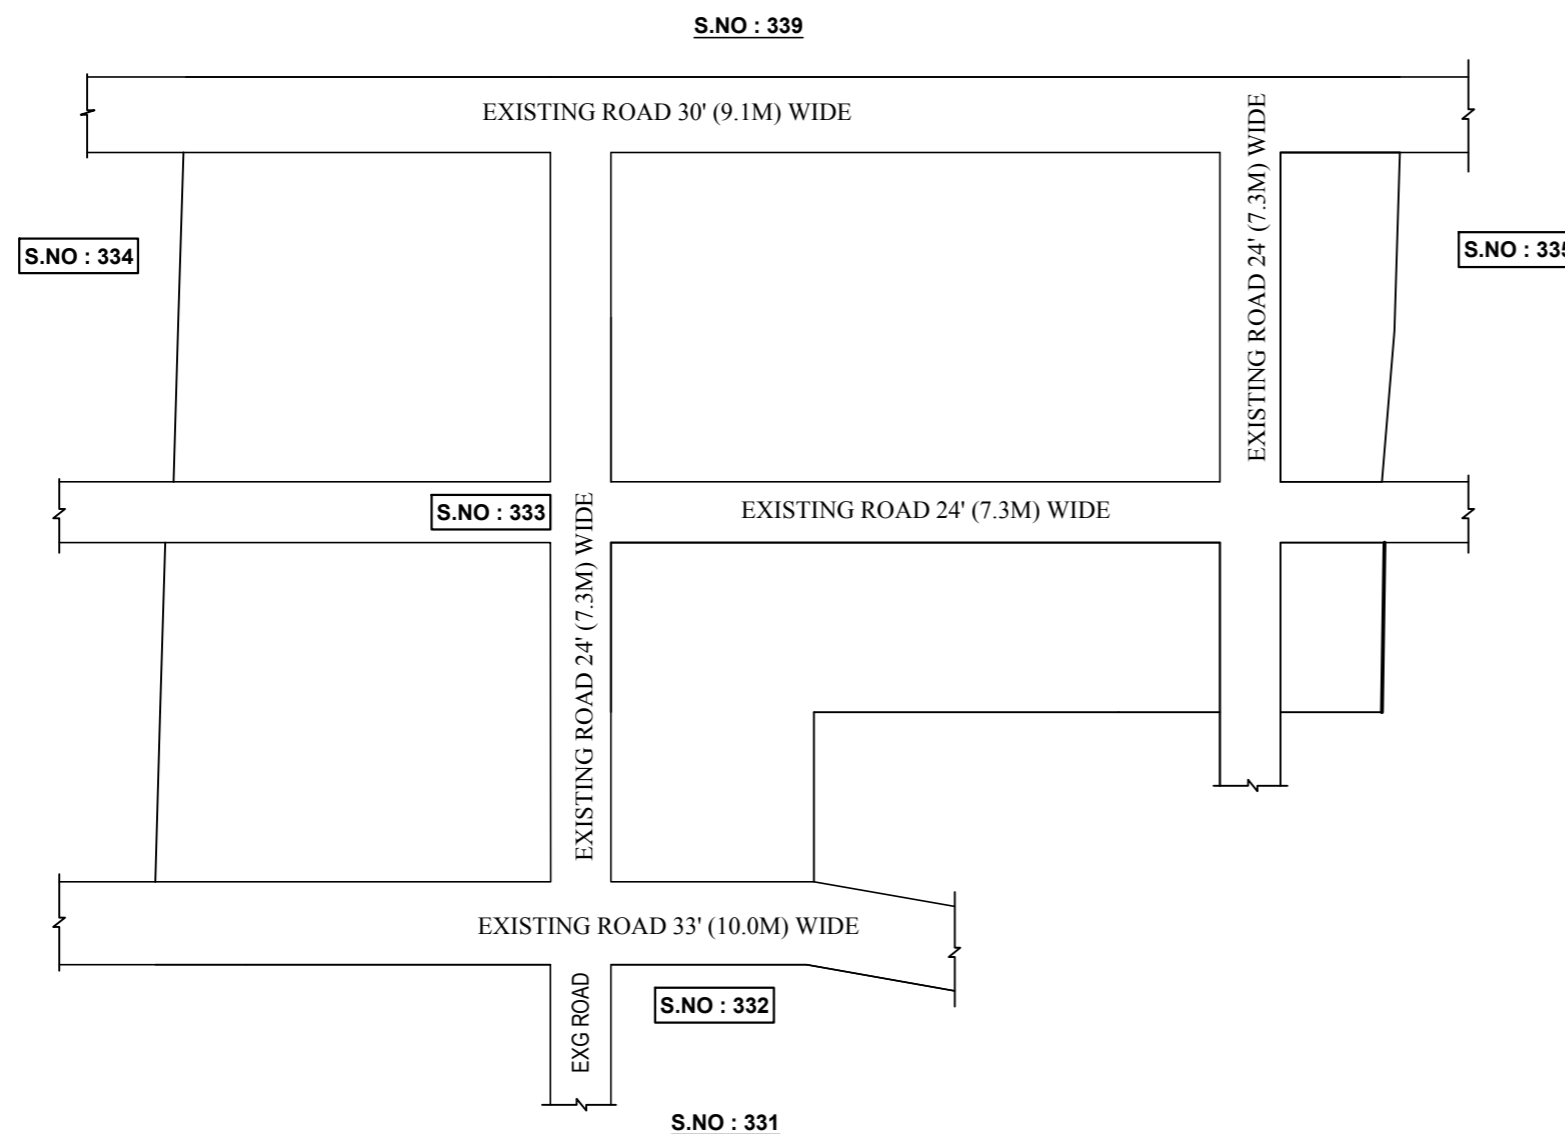 S.NO : 339
EXISTING ROAD 30' (9.1M) WIDE
EXISTING ROAD 24' (7.3M) WIDE
S.NO : 334
S.NO : 335
S.NO : 333
EXISTING ROAD 24' (7.3M) WIDE
EXISTING ROAD 24' (7.3M) WIDE
EXISTING ROAD 33' (10.0M) WIDE
EXG ROAD
S.NO : 332
S.NO : 331